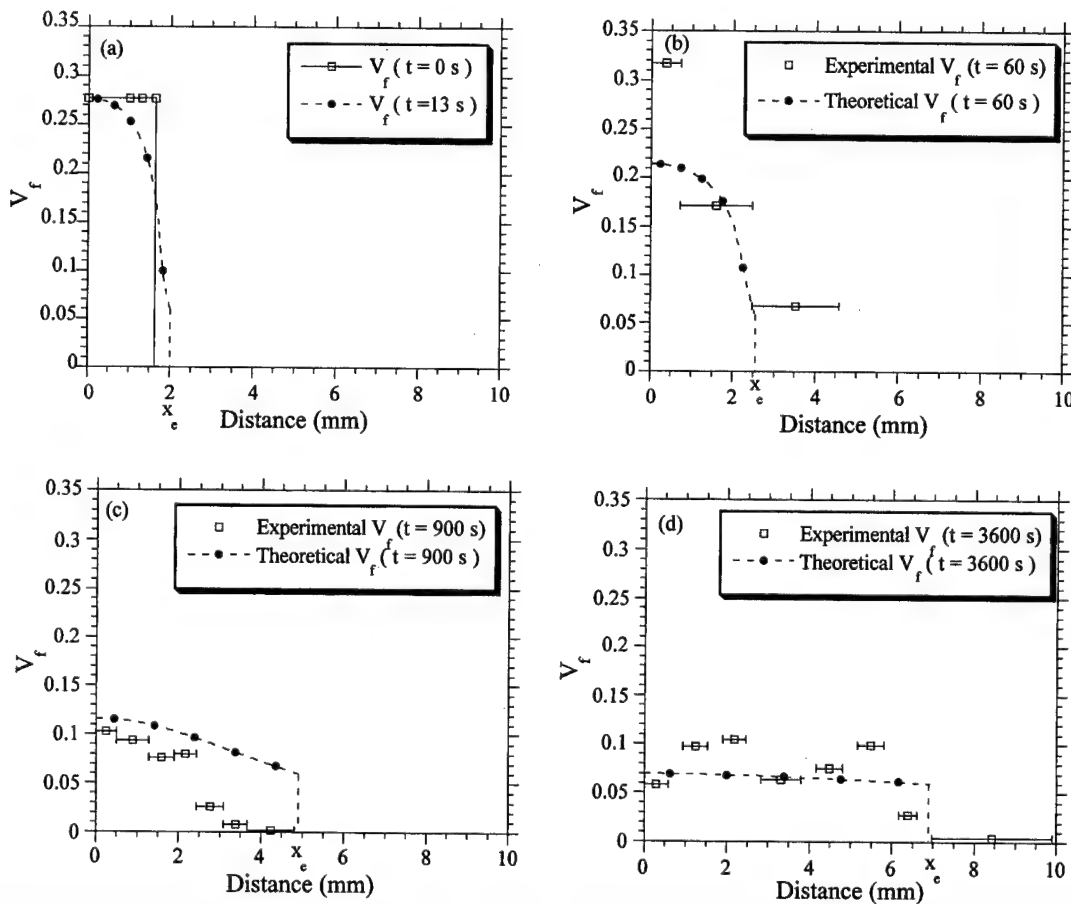 (a)
V_f ( t = 0 s )
V_f ( t =13 s )
0.35
0.3
0.25
0.2
0.15
0.1
0.05
0
V_f
0 2 4 6 8 10
x_e
Distance (mm)
(b)
Experimental V_f ( t = 60 s)
Theoretical V_f ( t = 60 s)
0.35
0.3
0.25
0.2
0.15
0.1
0.05
0
V_f
0 2 4 6 8 10
x_e
Distance (mm)
(c)
Experimental V_f (t = 900 s)
Theoretical V_f ( t = 900 s)
0.35
0.3
0.25
0.2
0.15
0.1
0.05
0
V_f
0 2 4 6 8 10
x_e
Distance (mm)
(d)
Experimental V_f (t = 3600 s)
Theoretical V_f ( t = 3600 s)
0.35
0.3
0.25
0.2
0.15
0.1
0.05
0
V_f
0 2 4 6 8 10
x_e
Distance (mm)